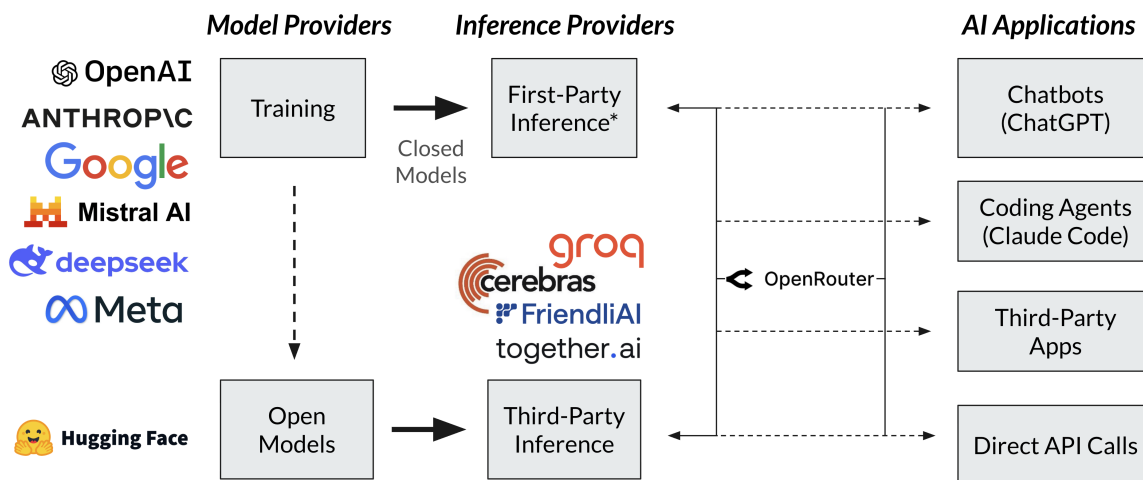 Model Providers
Inference Providers
AI Applications
OpenAI
ANTHROP\C
Google
Mistral AI
deepseek
Meta
Hugging Face
Training
Closed
Models
Open
Models
First-Party
Inference*
groq
cerebras
FriendliAI
together.ai
Third-Party
Inference
OpenRouter
Chatbots
(ChatGPT)
Coding Agents
(Claude Code)
Third-Party
Apps
Direct API Calls